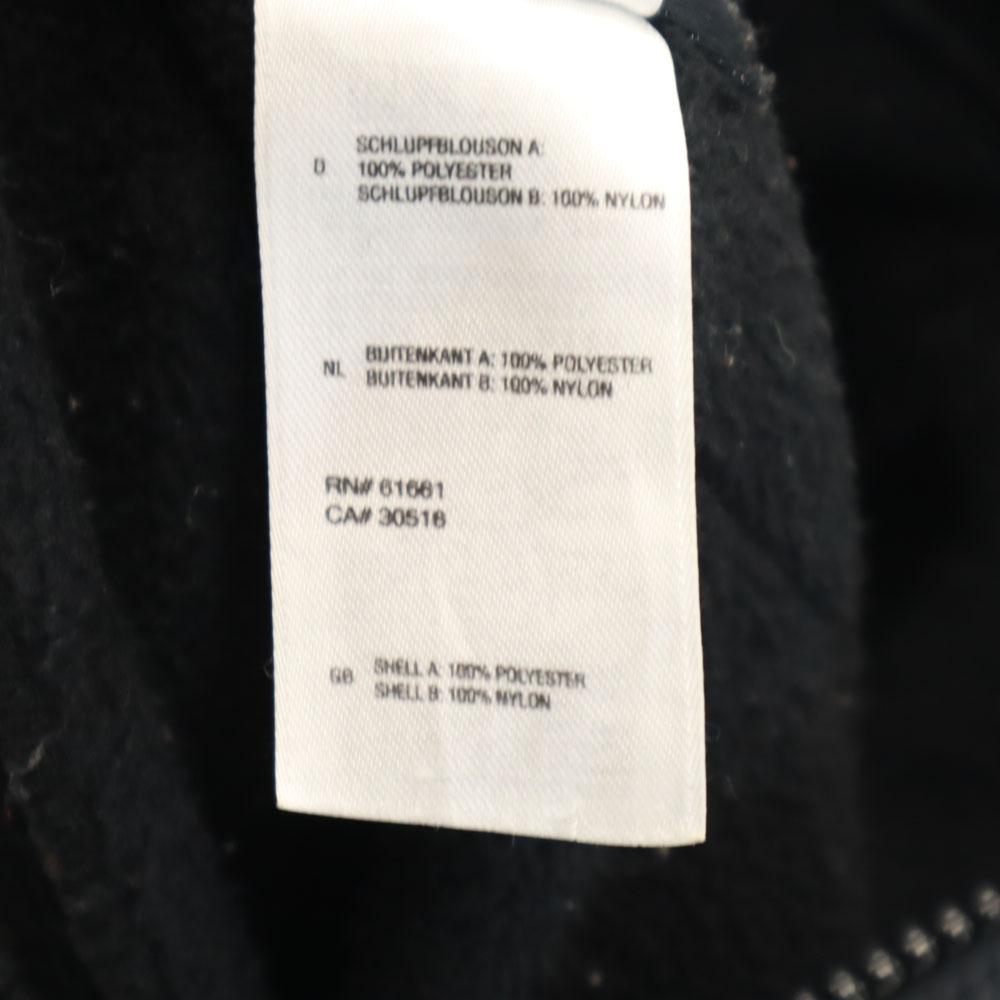 D
SCHLUPFBLOUSON A:
100% POLYESTER
SCHLUPFBLOUSON B: 100% NYLON
NL
BUITENKANT A: 100% POLYESTER
BUITENKANT B: 100% NYLON
RN# 61661
CA# 30516
GB
SHELL A: 100% POLYESTER
SHELL B: 100% NYLON